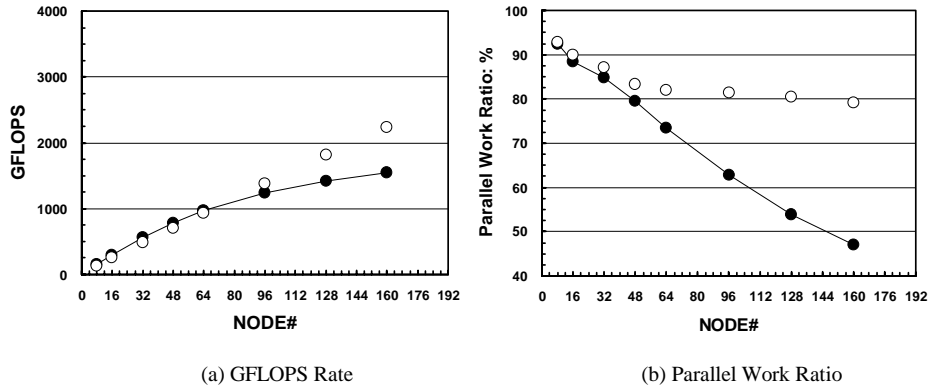 4000
3000
2000
1000
0
GFLOPS
0 16 32 48 64 80 96 112 128 144 160 176 192
NODE#
(a) GFLOPS Rate
100
90
80
70
60
50
40
Parallel Work Ratio: %
0 16 32 48 64 80 96 112 128 144 160 176 192
NODE#
(b) Parallel Work Ratio